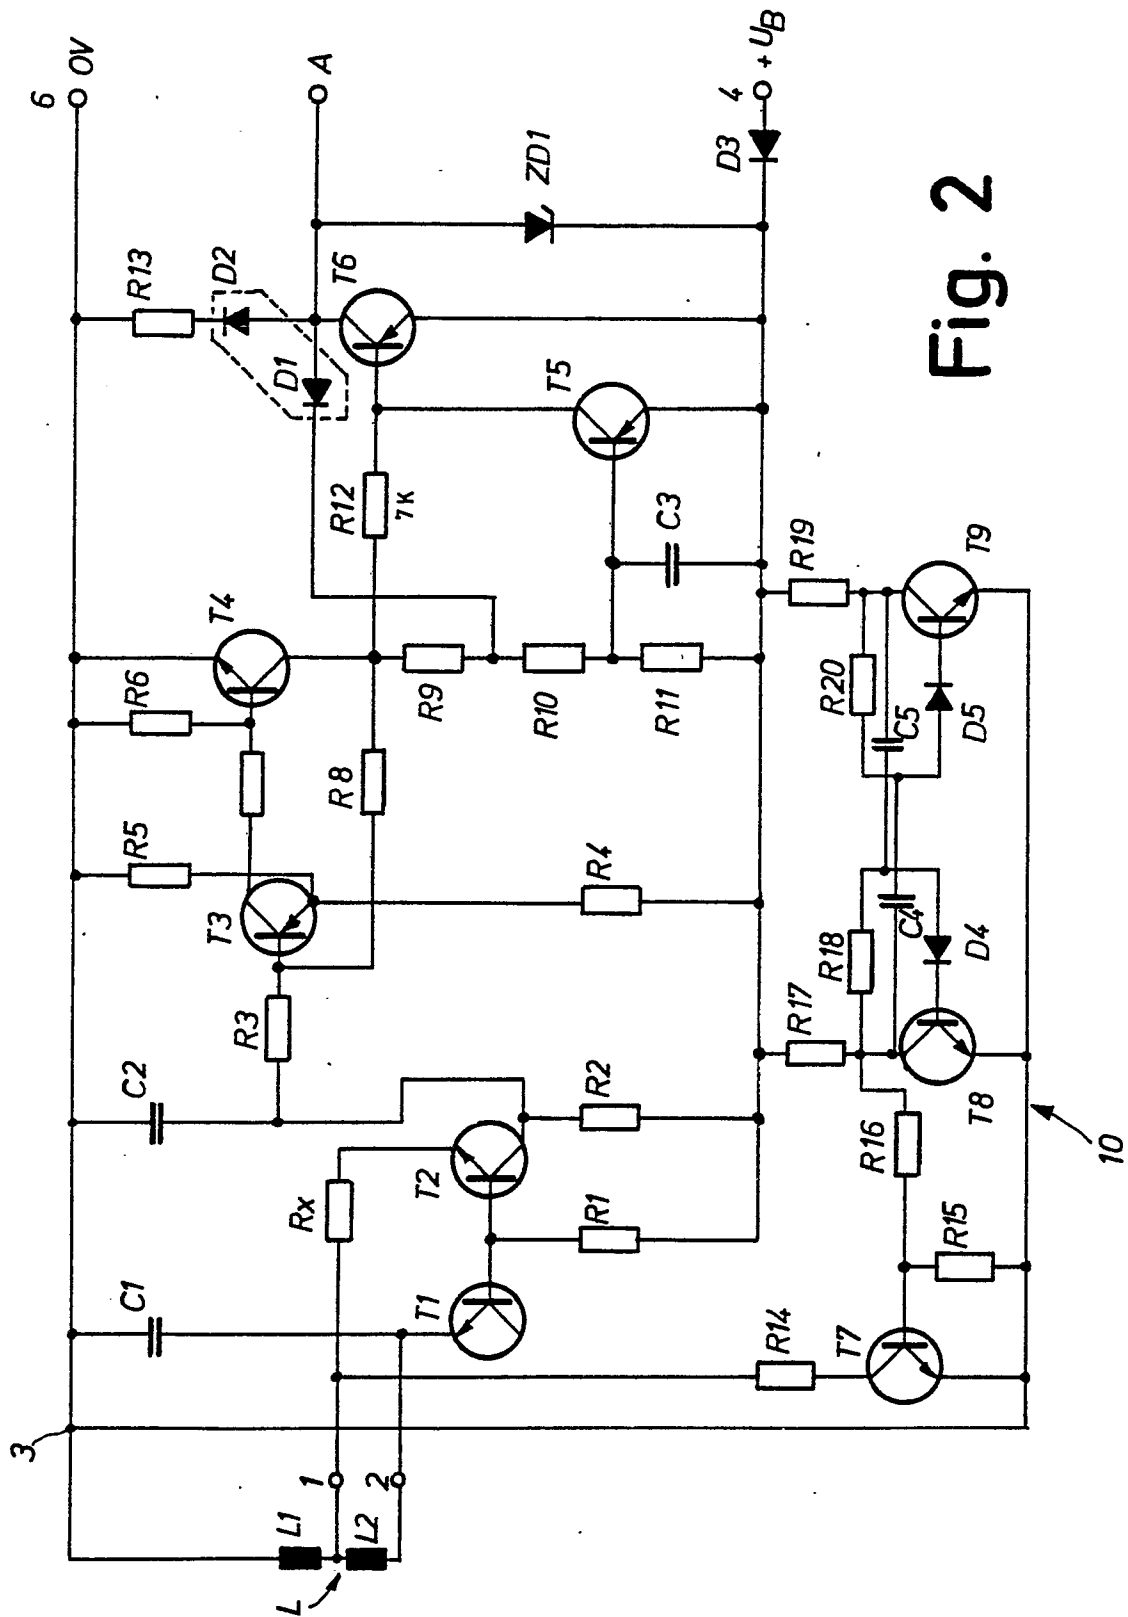 6
0V
A
4
+UB
D3
ZD1
R13
D2
D1
T6
T5
R12
7K
C3
T4
R6
R9
R10
R11
R19
T9
R20
C5
D5
R5
R8
T3
R4
R18
C4
D4
R3
R17
T8
C2
R2
R16
10
Rx
T2
R1
R15
C1
T1
R14
T7
3
1
2
L1
L2
L
Fig. 2